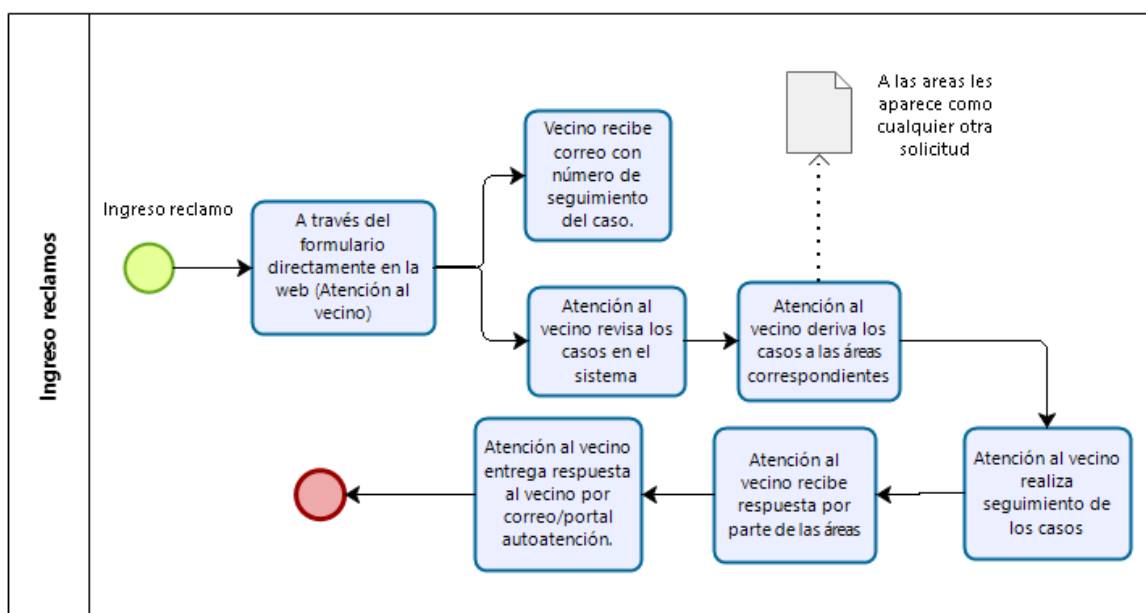 Ingreso reclamos
Ingreso reclamo
A través del
formulario
directamente en la
web (Atención al
vecino)
Vecino recibe
correo con
número de
seguimiento
del caso.
A las areas les
aparece como
cualquier otra
solicitud
Atención al
vecino revisa los
casos en el
sistema
Atención al
vecino deriva los
casos a las áreas
correspondientes
Atención al vecino
realiza
seguimiento de
los casos
Atención al
vecino recibe
respuesta por
parte de las áreas
Atención al vecino
entrega respuesta
al vecino por
correo/portal
autoatención.